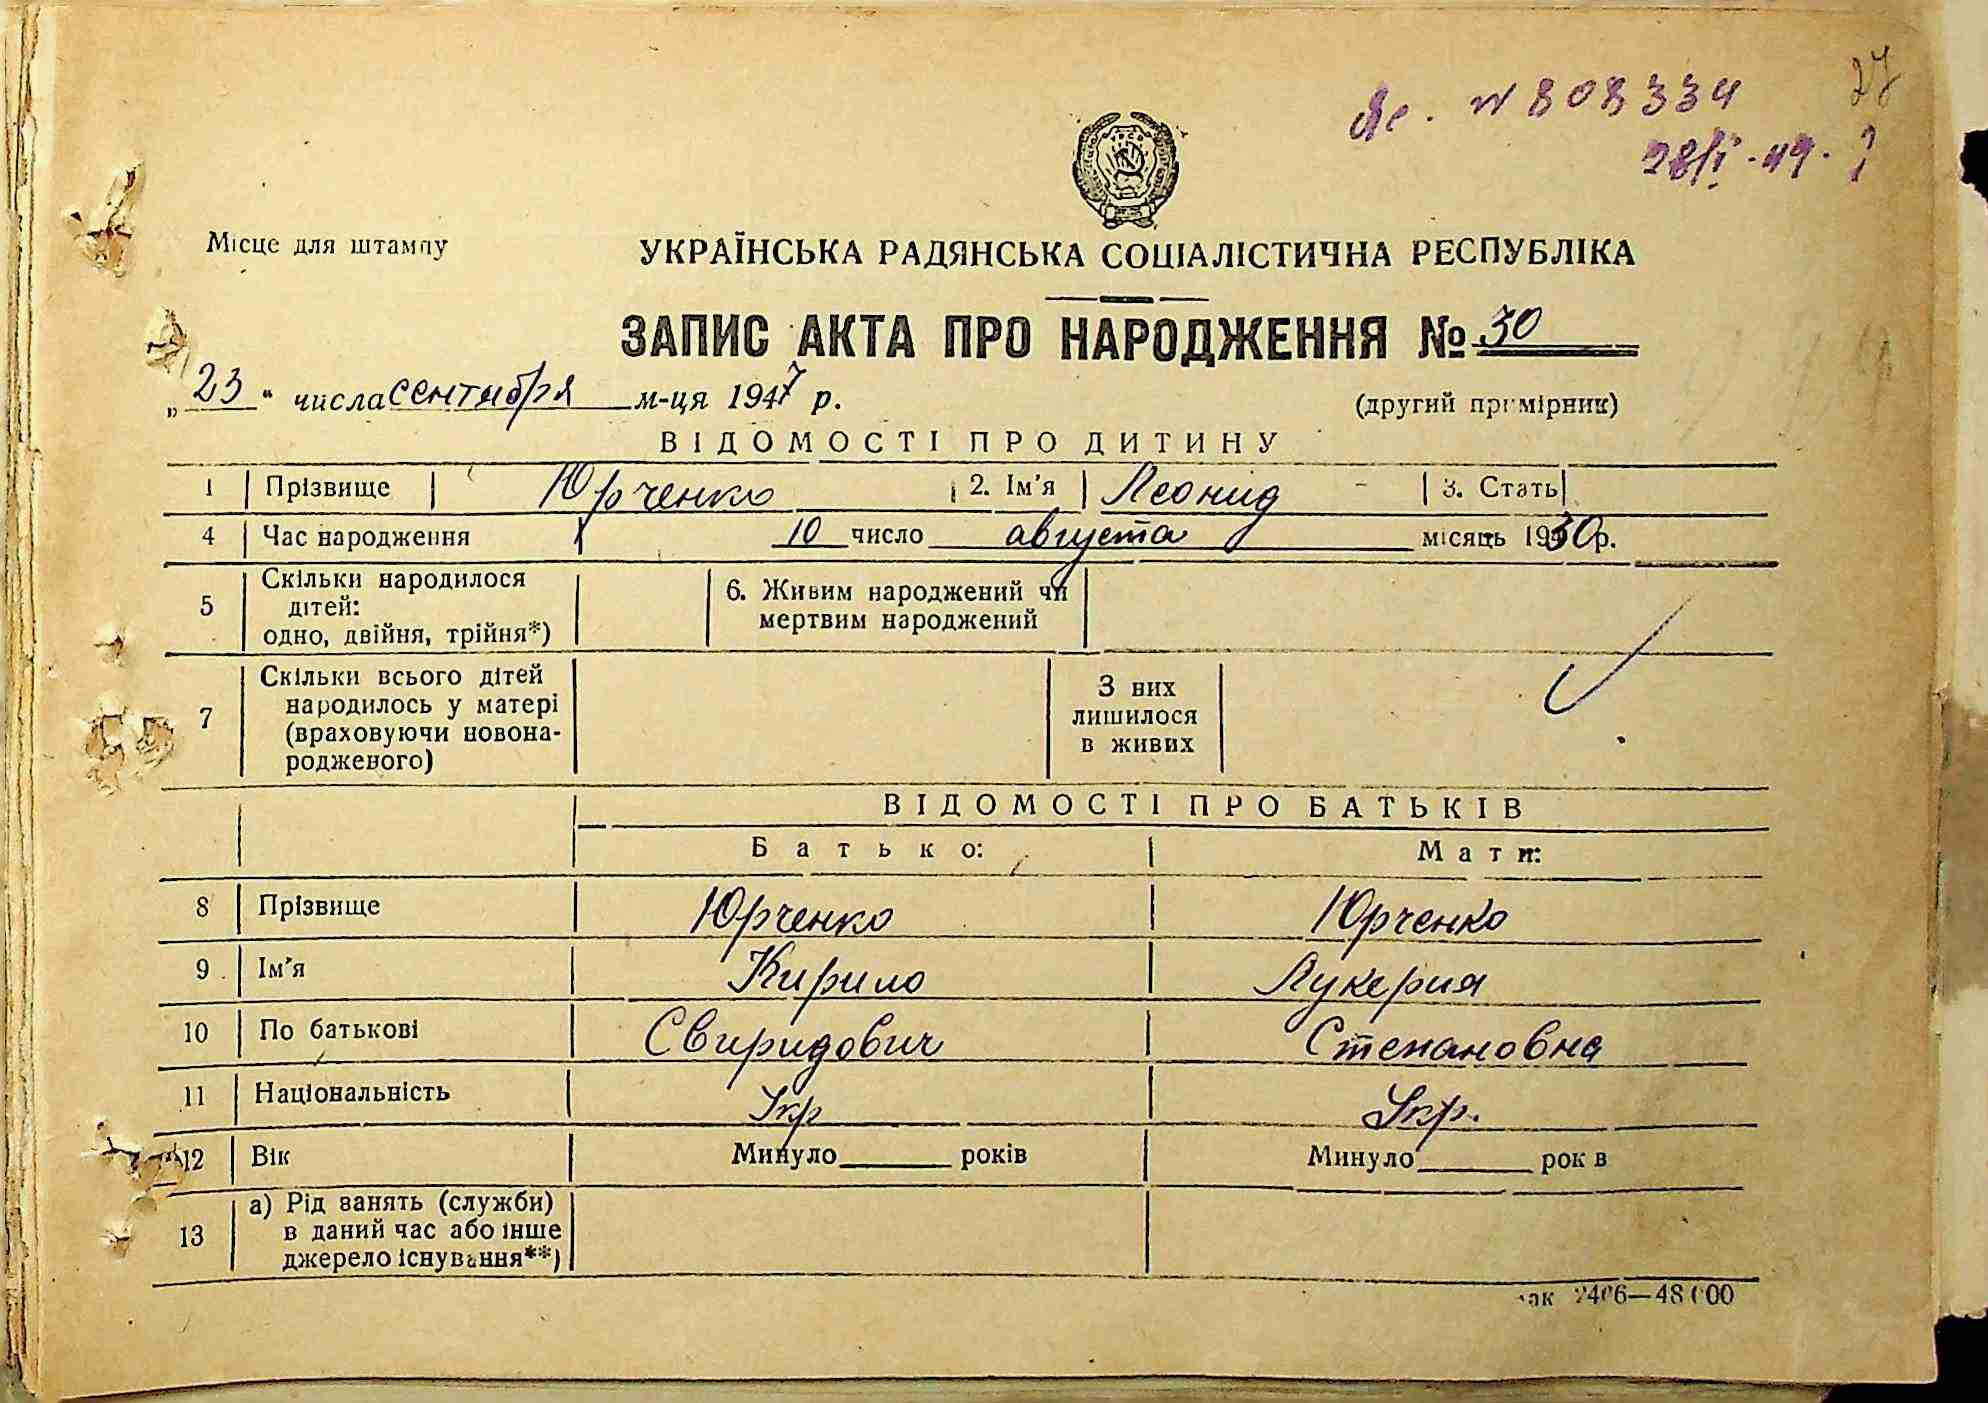 27
№ 808334
28/I-49.
Місце для штампу
УКРАЇНСЬКА РАДЯНСЬКА СОЦІАЛІСТИЧНА РЕСПУБЛІКА
ЗАПИС АКТА ПРО НАРОДЖЕННЯ № 30
„23“ числа сентября м-ця 1947 р.
(другий примірник)
ВІДОМОСТІ ПРО ДИТИНУ
1 Прізвище Юрченко 2. Ім'я Леонид 3. Стать
4 Час народження 10 число августа місяць 1930 р.
5 Скільки народилося дітей: одно, двійня, трійня*) 6. Живим народжений чи мертвим народжений
7 Скільки всього дітей народилось у матері (враховуючи новонародженого) З них лишилося в живих
ВІДОМОСТІ ПРО БАТЬКІВ
Батько: Мати:
8 Прізвище Юрченко Юрченко
9 Ім'я Кирило Лукерия
10 По батькові Свиридович Степановна
11 Національність Укр Укр.
12 Вік Минуло____ років Минуло____ рок в
13 а) Рід занять (служби) в даний час або інше джерело існування**)